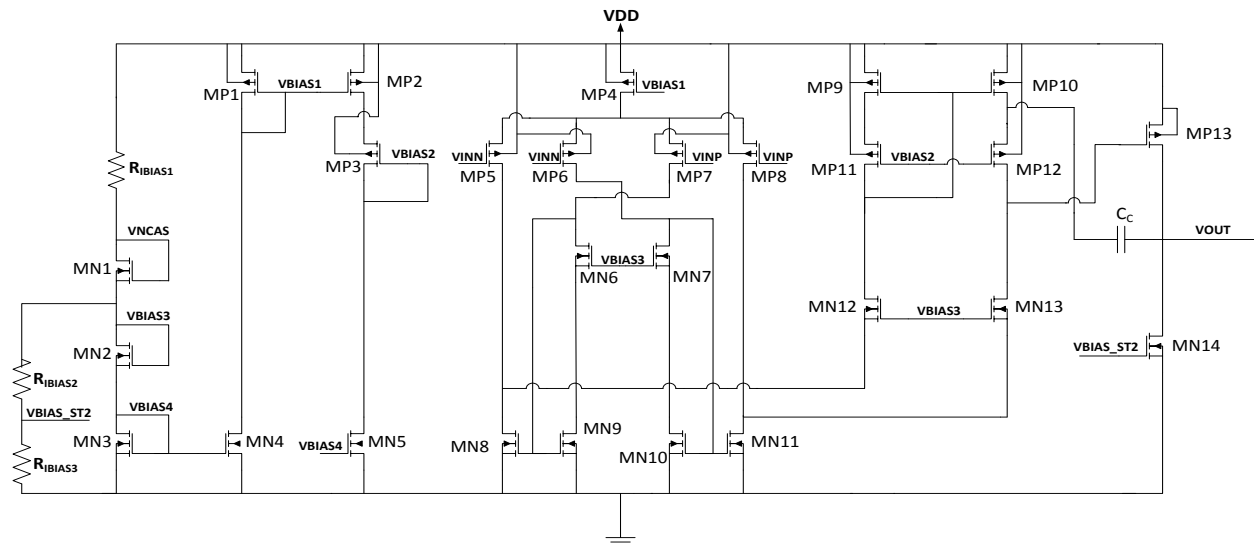 VDD
MP1
VBIAS1
MP2
MP4
VBIAS1
MP9
MP10
MP13
RIBIAS1
MP3
VBIAS2
VINN
MP5
VINN
MP6
VINP
MP7
VINP
MP8
MP11
VBIAS2
MP12
VNCAS
CC
VOUT
MN1
VBIAS3
MN6
VBIAS3
MN7
MN12
VBIAS3
MN13
MN2
RIBIAS2
VBIAS_ST2
MN14
VBIAS_ST2
VBIAS4
MN3
MN4
VBIAS4
MN5
MN8
MN9
MN10
MN11
RIBIAS3